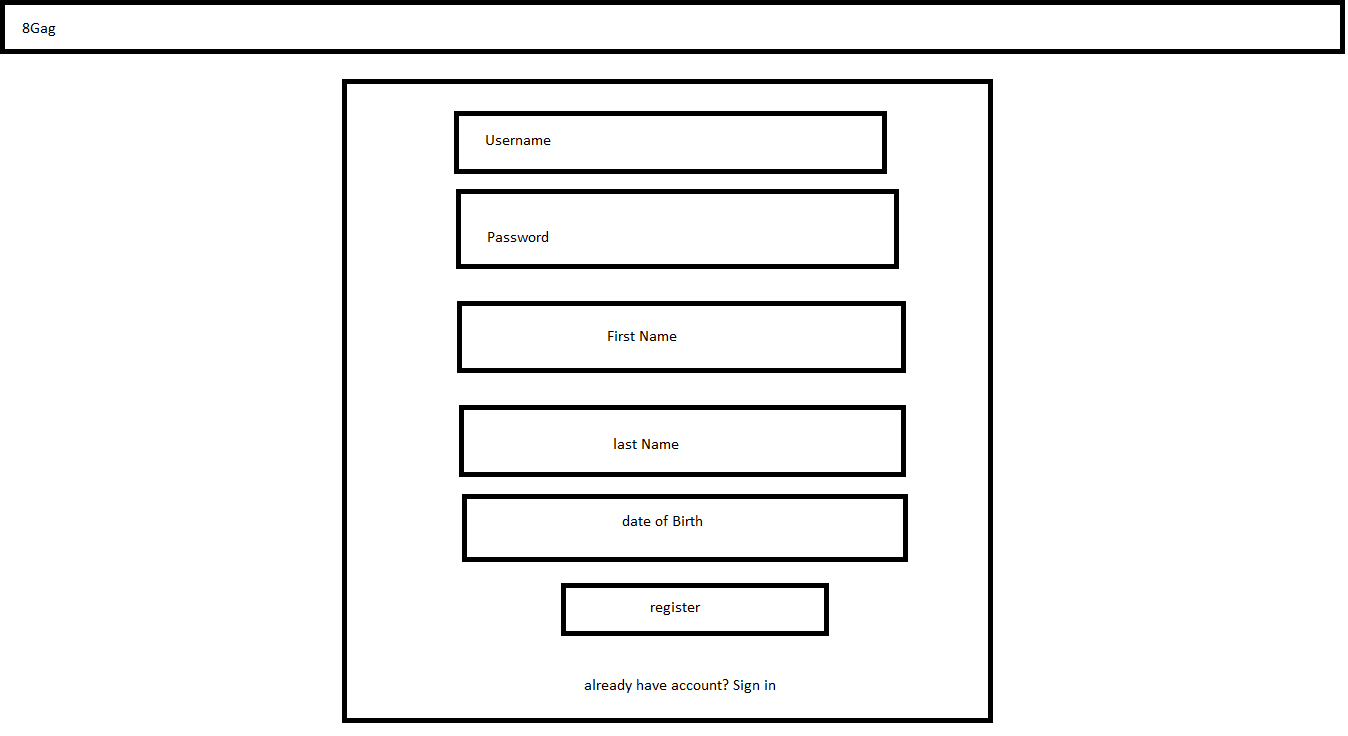 8Gag
Username
Password
First Name
last Name
date of Birth
register
already have account? Sign in